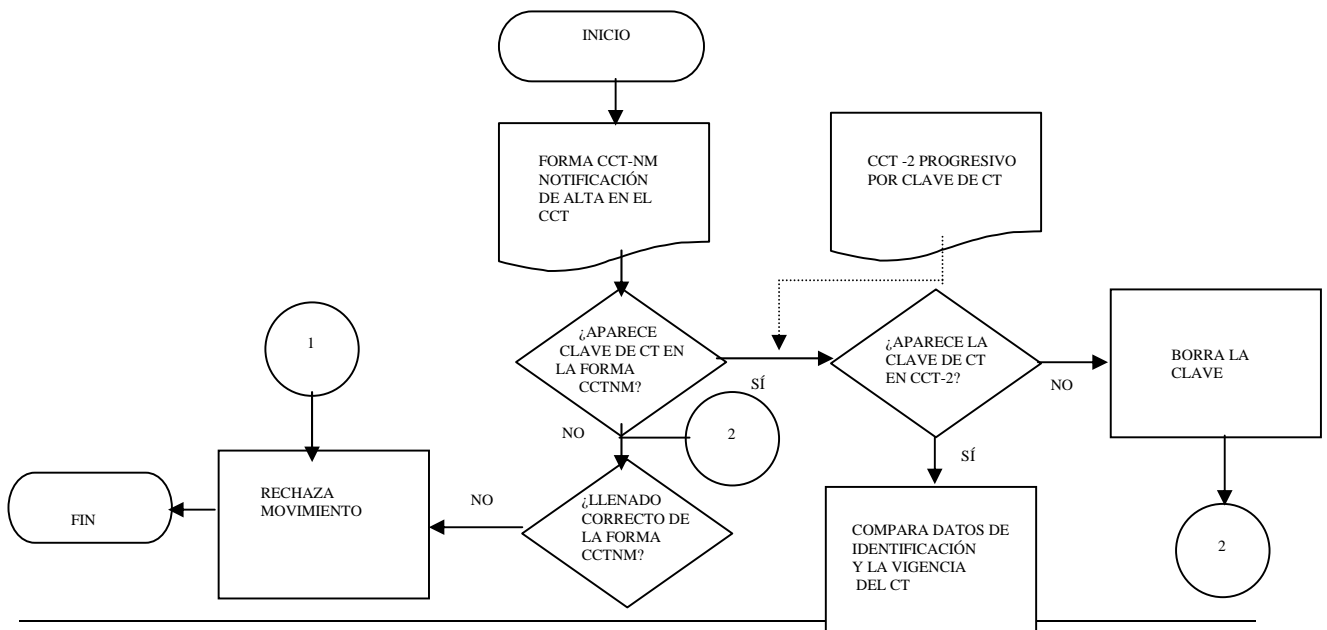 INICIO
FORMA CCT-NM
NOTIFICACIÓN
DE ALTA EN EL
CCT
CCT -2 PROGRESIVO
POR CLAVE DE CT
¿APARECE
CLAVE DE CT EN
LA FORMA
CCTNM?
SÍ
¿APARECE LA
CLAVE DE CT
EN CCT-2?
NO
BORRA LA
CLAVE
1
NO
2
SÍ
RECHAZA
MOVIMIENTO
FIN
NO
¿LLENADO
CORRECTO DE
LA FORMA
CCTNM?
COMPARA DATOS DE
IDENTIFICACIÓN
Y LA VIGENCIA
DEL CT
2